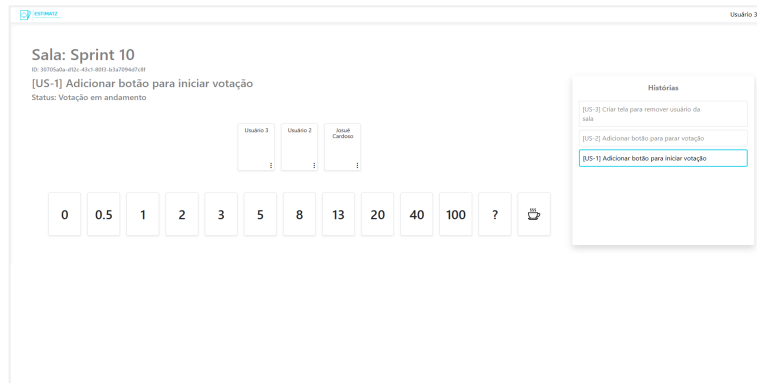 ESTIMATZ
Usuário 3
Sala: Sprint 10
[US-1] Adicionar botão para iniciar votação
Status: Votação em andamento
Usuário 3
Usuário 2
Josué
Cardoso
0
0.5
1
2
3
5
8
13
20
40
100
?
Histórias
[US-3] Criar tela para remover usuário da
sala
[US-2] Adicionar botão para parar votação
[US-1] Adicionar botão para iniciar votação